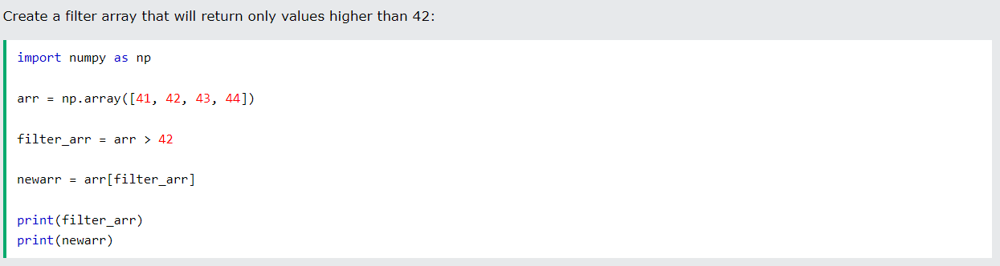 Create a filter array that will return only values higher than 42:
import numpy as np
arr = np.array([41, 42, 43, 44])
filter_arr = arr > 42
newarr = arr[filter_arr]
print(filter_arr)
print(newarr)